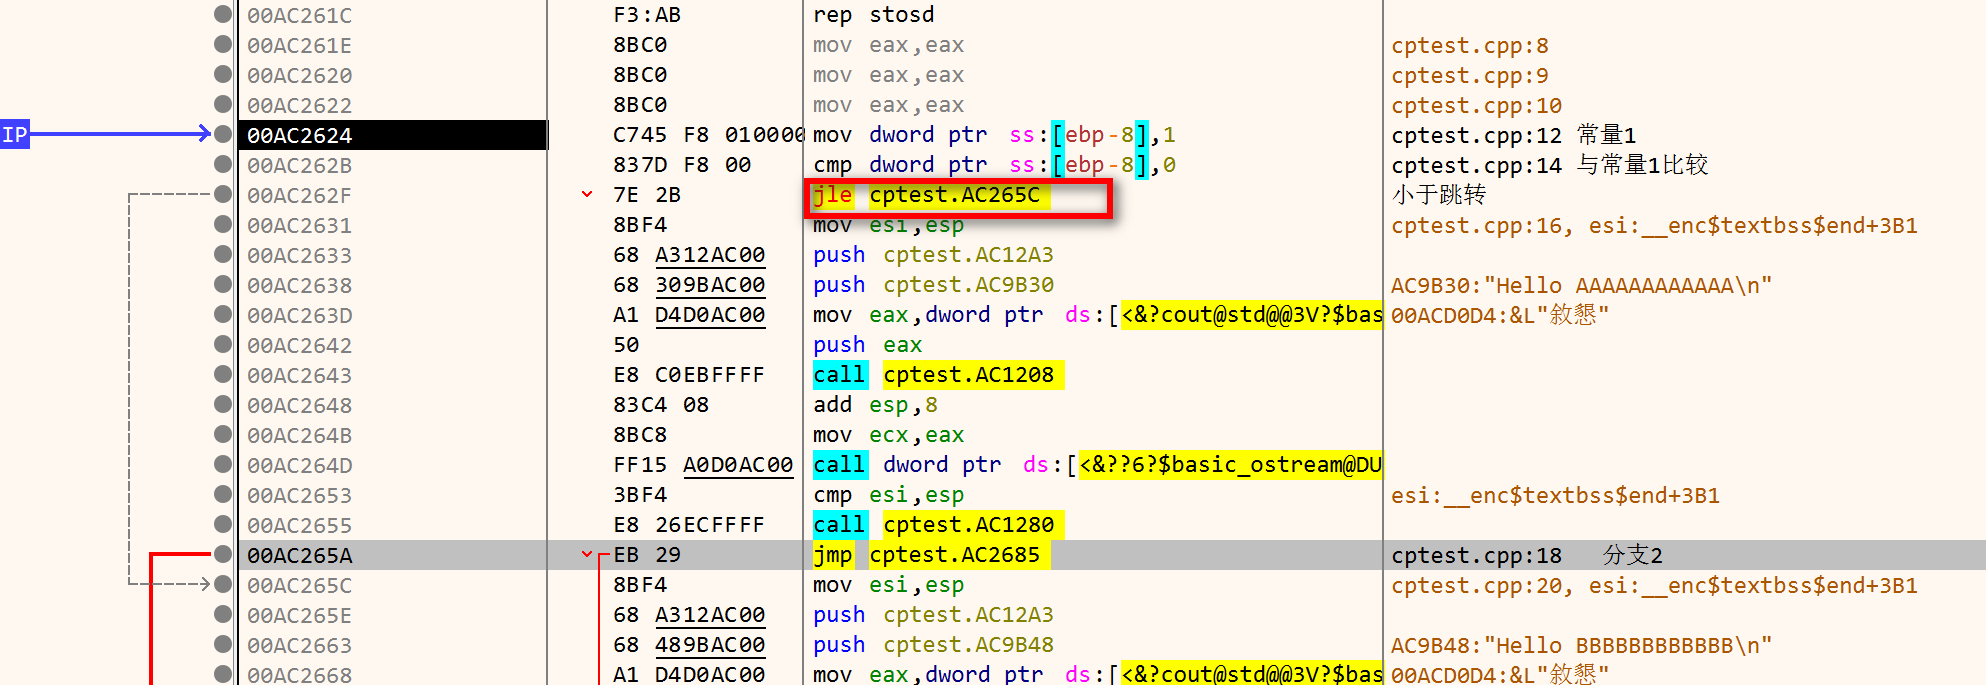 00AC261C F3:AB rep stosd
00AC261E 8BC0 mov eax,eax cptest.cpp:8
00AC2620 8BC0 mov eax,eax cptest.cpp:9
00AC2622 8BC0 mov eax,eax cptest.cpp:10
IP 00AC2624 C745 F8 010000 mov dword ptr ss:[ebp-8],1 cptest.cpp:12 常量1
00AC262B 837D F8 00 cmp dword ptr ss:[ebp-8],0 cptest.cpp:14 与常量1比较
00AC262F 7E 2B jle cptest.AC265C 小于跳转
00AC2631 8BF4 mov esi,esp cptest.cpp:16, esi:__enc$textbss$end+3B1
00AC2633 68 A312AC00 push cptest.AC12A3
00AC2638 68 309BAC00 push cptest.AC9B30 AC9B30:"Hello AAAAAAAAAAAA\n"
00AC263D A1 D4D0AC00 mov eax,dword ptr ds:[<&?cout@std@@3V?$bas 00ACD0D4:&L"敘懇"
00AC2642 50 push eax
00AC2643 E8 C0EBFFFF call cptest.AC1208
00AC2648 83C4 08 add esp,8
00AC264B 8BC8 mov ecx,eax
00AC264D FF15 A0D0AC00 call dword ptr ds:[<&??6?$basic_ostream@DU
00AC2653 3BF4 cmp esi,esp esi:__enc$textbss$end+3B1
00AC2655 E8 26ECFFFF call cptest.AC1280
00AC265A EB 29 jmp cptest.AC2685 cptest.cpp:18 分支2
00AC265C 8BF4 mov esi,esp cptest.cpp:20, esi:__enc$textbss$end+3B1
00AC265E 68 A312AC00 push cptest.AC12A3
00AC2663 68 489BAC00 push cptest.AC9B48 AC9B48:"Hello BBBBBBBBBBBB\n"
00AC2668 A1 D4D0AC00 mov eax,dword ptr ds:[<&?cout@std@@3V?$bas 00ACD0D4:&L"敘懇"